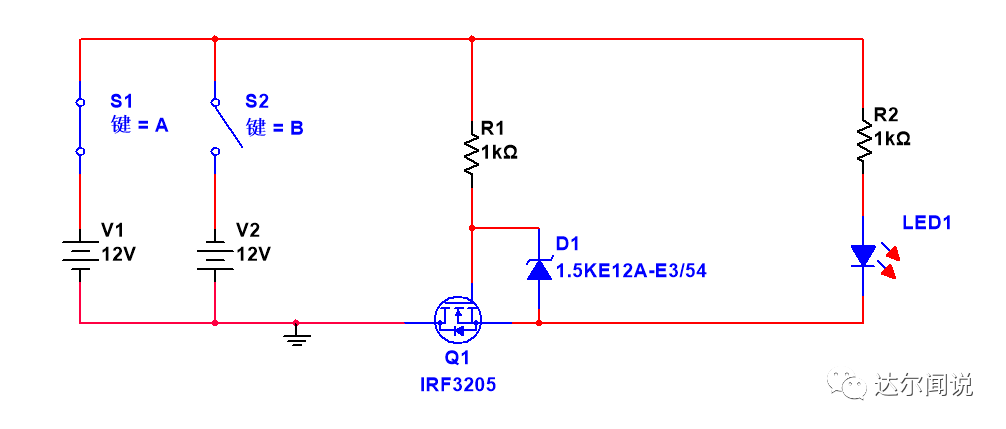 S1
键 = A
S2
键 = B
R1
1kΩ
R2
1kΩ
V1
12V
V2
12V
LED1
D1
1.5KE12A-E3/54
Q1
IRF3205
达尔闻说